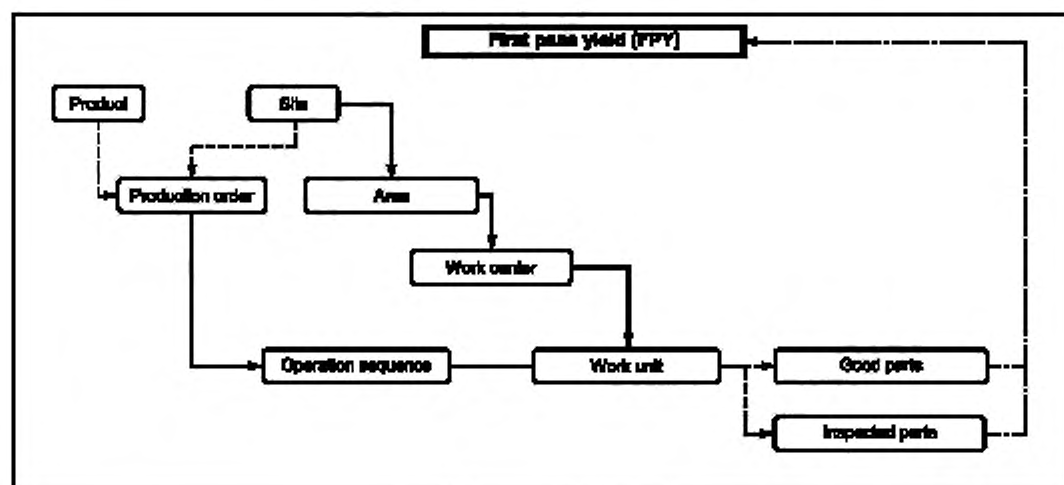 First pass yield (FPY)
Product
Site
Production order
Area
Work center
Operation sequence
Work unit
Good parts
Inspected parts